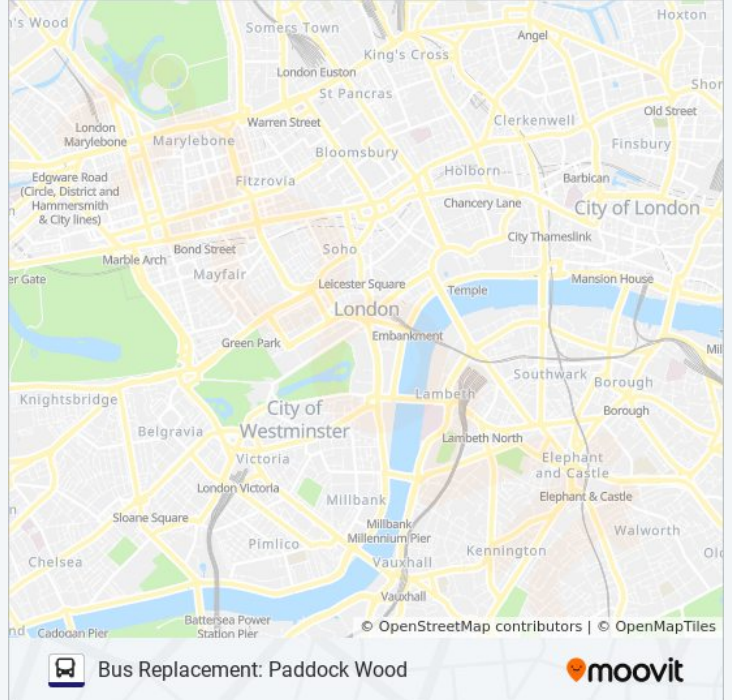 's Wood
Somers Town
Hoxton
Angel
King's Cross
London Euston
St Pancras
Shor
Old Street
Warren Street
Clerkenwell
London
Marylebone
Marylebone
Finsbury
Bloomsbury
Holborn
Edgware Road
(Circle, District and
Hammersmith
& City lines)
Fitzrovia
Barbican
Chancery Lane
City of London
n
City Thameslink
Bond Street
Soho
Marble Arch
Mayfair
er Gate
Leicester Square
Temple
Mansion House
London
Embankment
Green Park
Mil
Southwark
Borough
Lambeth
Knightsbridge
City of
Westminster
Borough
Belgravia
Lambeth North
Victoria
Elephant
and Castle
London Victoria
Elephant & Castle
Millbank
n
Sloane Square
Millbank
Millennium Pier
Walworth
Pimlico
Kennington
Olc
Chelsea
Vauxhall
Vauxhall
Battersea Power
Station Pier
nd
Cadogan Pier
© OpenStreetMap contributors | © OpenMapTiles
Bus Replacement: Paddock Wood
moovit